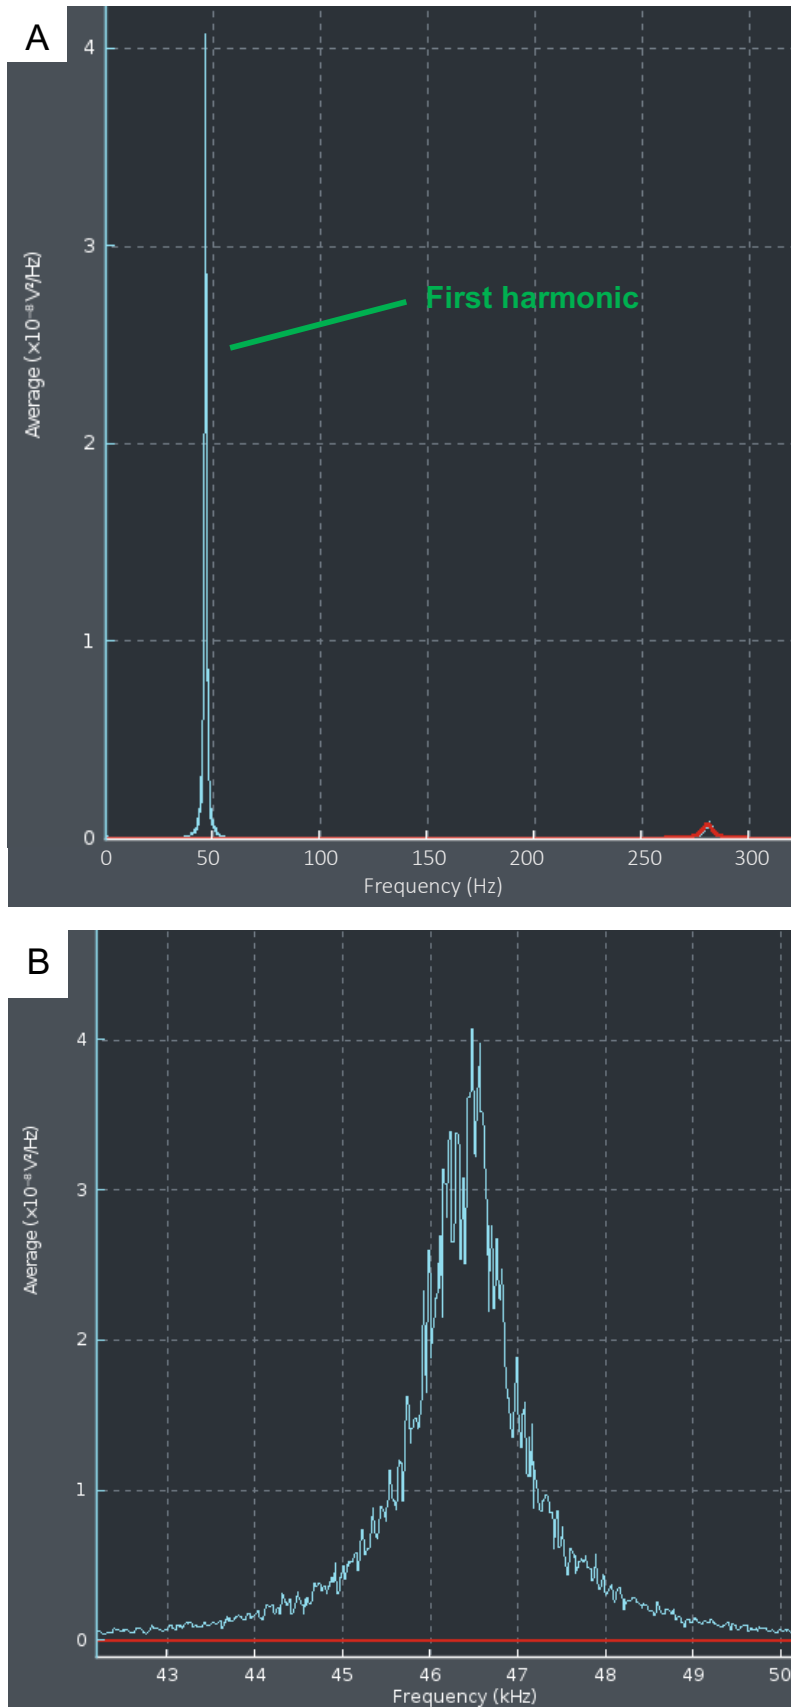 A
4
3
2
1
0
Average (×10⁻⁸ V²/Hz)
First harmonic
0 50 100 150 200 250 300
Frequency (Hz)
B
4
3
2
1
0
Average (×10⁻⁸ V²/Hz)
43 44 45 46 47 48 49 50
Frequency (kHz)